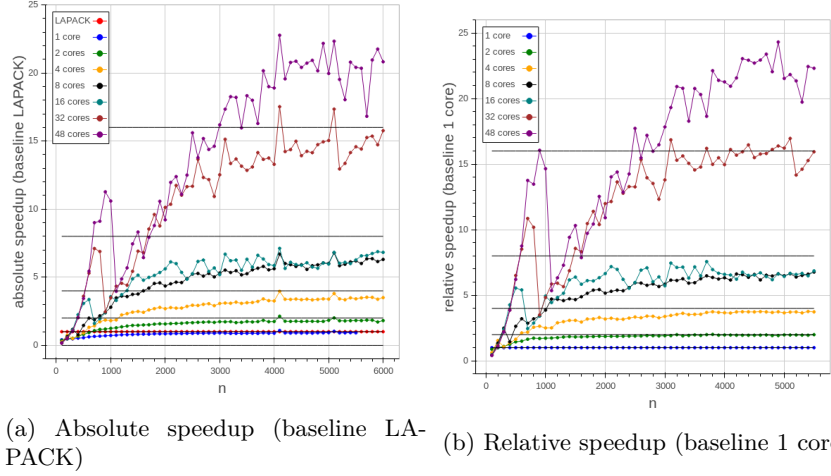 LAPACK
1 core
2 cores
4 cores
8 cores
16 cores
32 cores
48 cores
absolute speedup (baseline LAPACK)
25
20
15
10
5
0
0
1000
2000
3000
4000
5000
6000
n
(a) Absolute speedup (baseline LA-
PACK)
1 core
2 cores
4 cores
8 cores
16 cores
32 cores
48 cores
relative speedup (baseline 1 core)
25
20
15
10
5
0
0
1000
2000
3000
4000
5000
n
(b) Relative speedup (baseline 1 cor